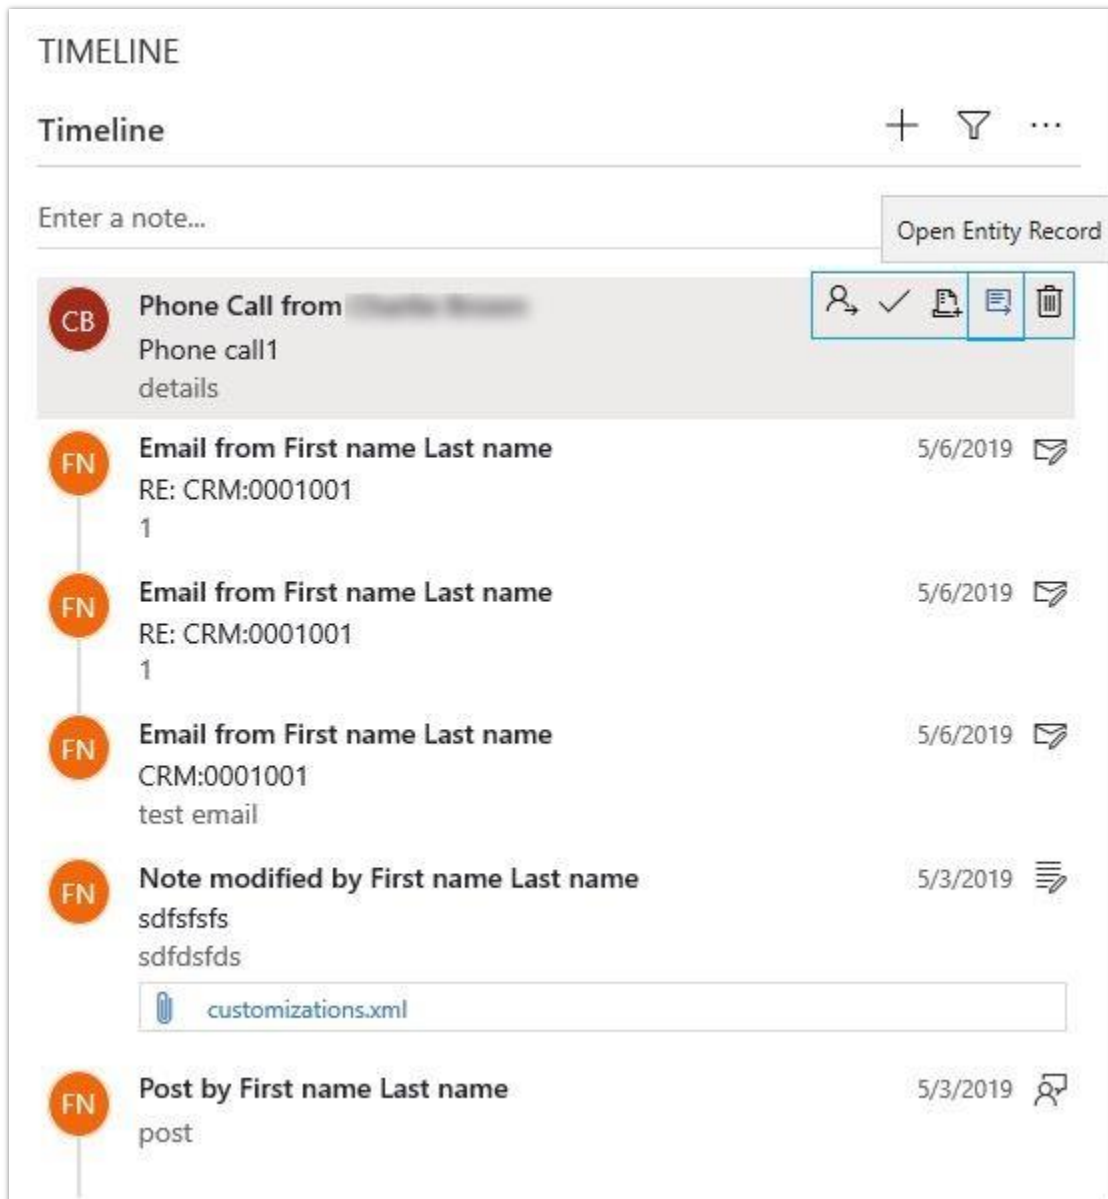 TIMELINE
Timeline
Enter a note...
Open Entity Record
CB
Phone Call from
Phone call1
details
FN
Email from First name Last name
5/6/2019
RE: CRM:0001001
1
FN
Email from First name Last name
5/6/2019
RE: CRM:0001001
1
FN
Email from First name Last name
5/6/2019
CRM:0001001
test email
FN
Note modified by First name Last name
5/3/2019
sdfsfsfs
sdfdsfds
customizations.xml
FN
Post by First name Last name
5/3/2019
post